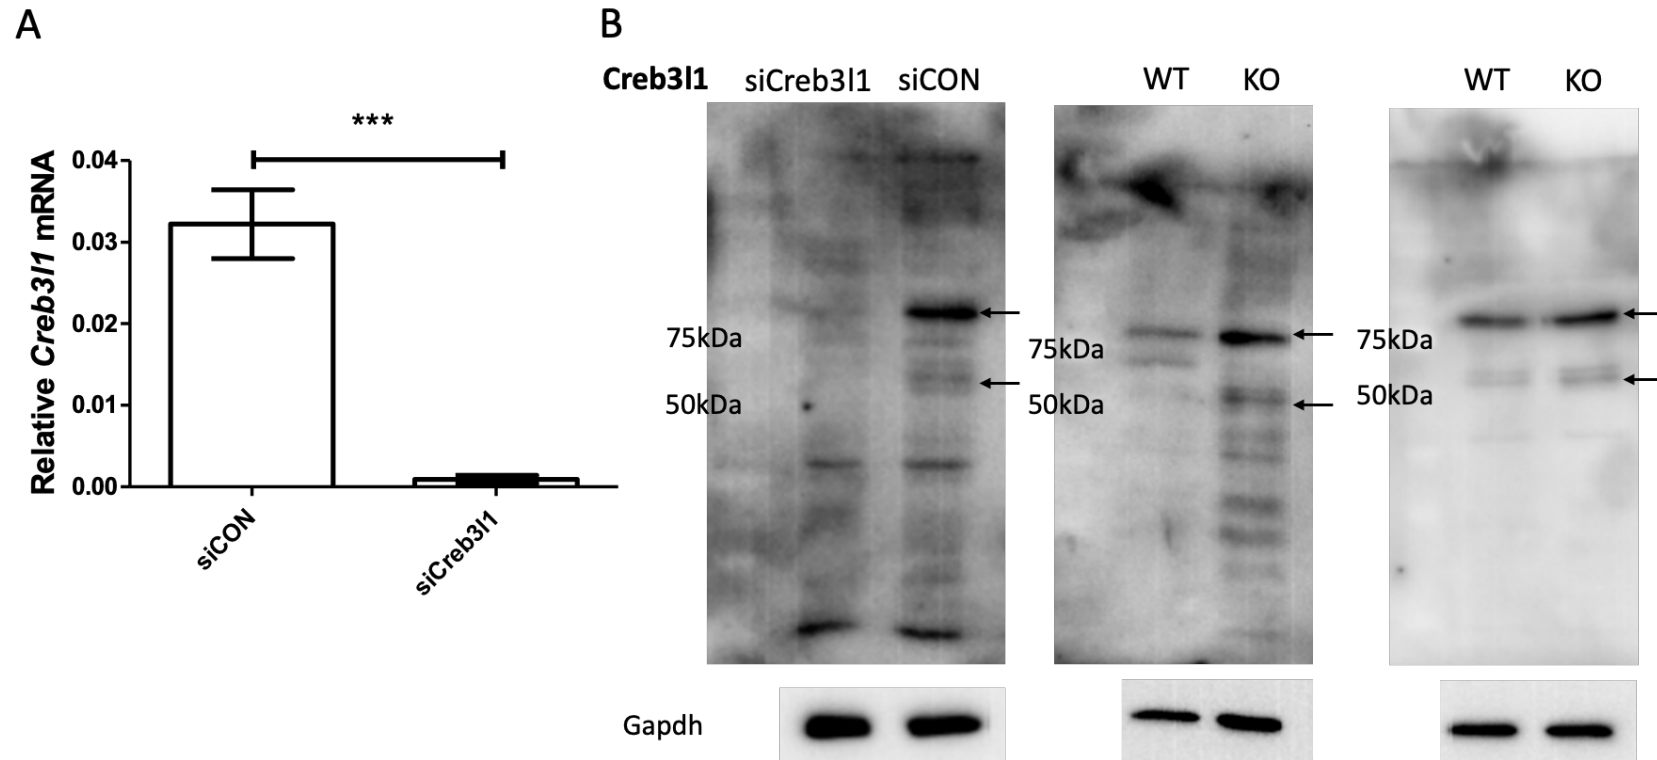 A
***
0.04
0.03
0.02
0.01
0.00
Relative Creb3l1 mRNA
siCON
siCreb3l1
B
Creb3l1 siCreb3l1 siCON WT KO WT KO
75kDa 75kDa 75kDa
50kDa 50kDa 50kDa
Gapdh